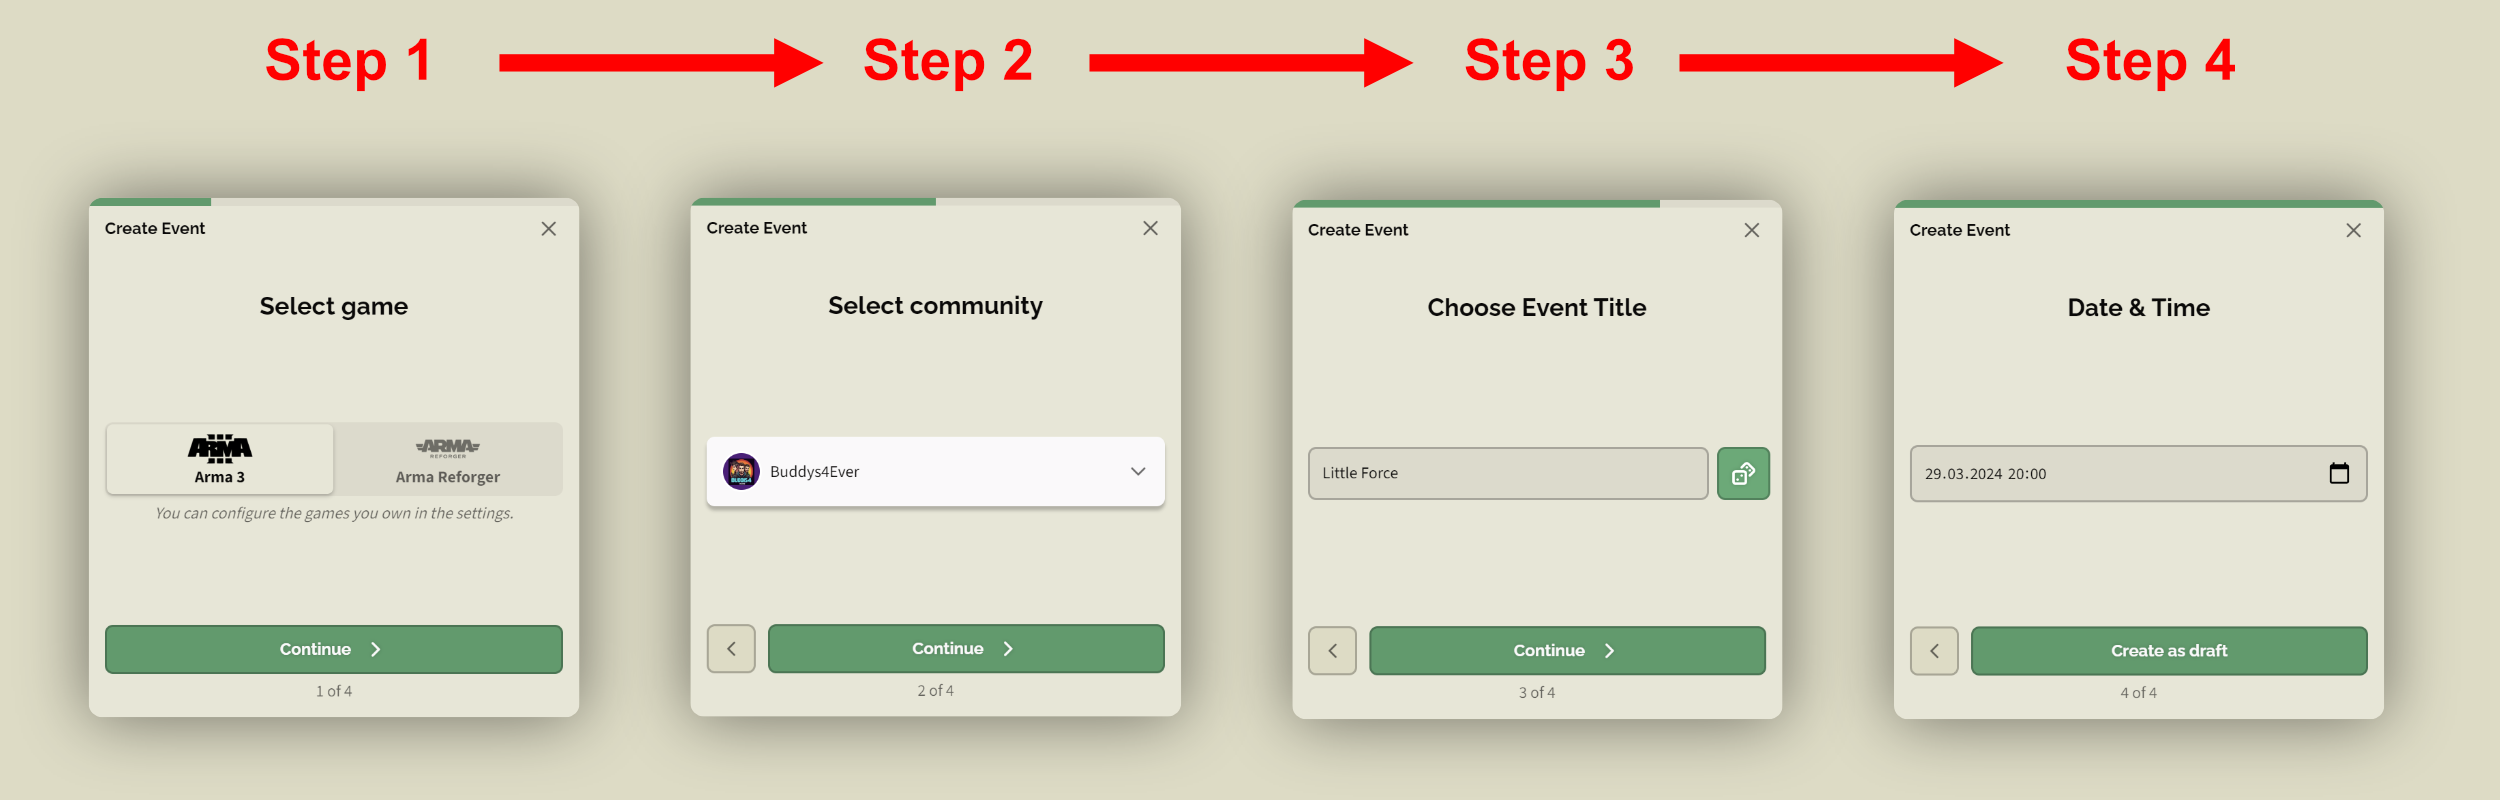 Step 1
Step 2
Step 3
Step 4
Create Event
Select game
ARMA
Arma 3
ARMA
REFORGER
Arma Reforger
You can configure the games you own in the settings.
Continue
1 of 4
Create Event
Select community
Buddys4Ever
Continue
2 of 4
Create Event
Choose Event Title
Little Force
Continue
3 of 4
Create Event
Date & Time
29.03.2024 20:00
Create as draft
4 of 4